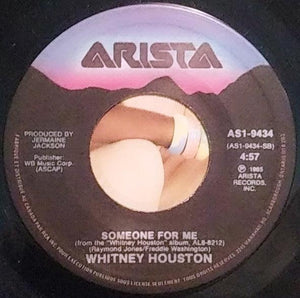 ARISTA
PRODUCED BY
JERMAINE
JACKSON
Publisher:
WB Music Corp.
(ASCAP)
AS1-9434
(AS1-9434-SB)
4:57
℗ 1985
ARISTA
RECORDS,
INC.
SOMEONE FOR ME
(from the "Whitney Houston" album, AL8-8212)
(Raymond Jones/Freddie Washington)
WHITNEY HOUSTON